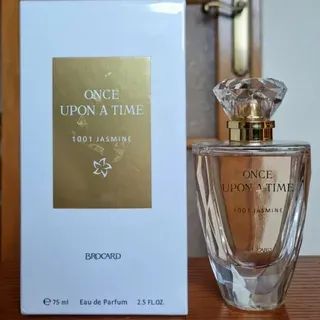 ONCE
UPON A TIME
1001 JASMINE
BROCARD
℮ 75 ml Eau de Parfum 2.5 FL.OZ.
ONCE
UPON A TIME
1001 JASMINE